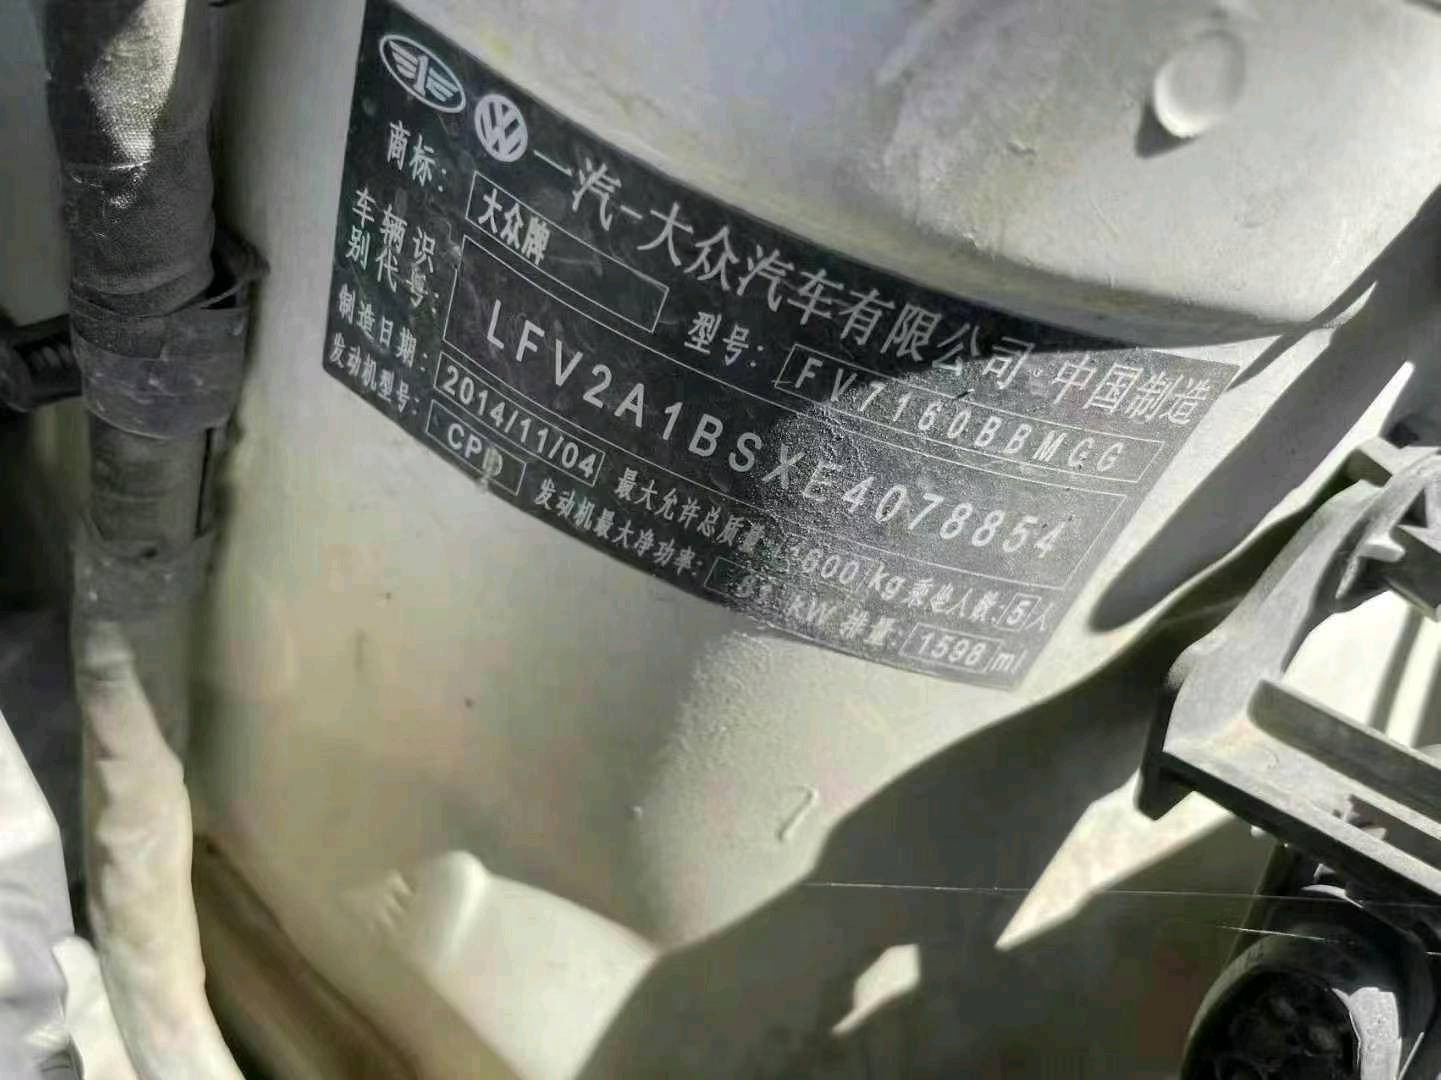 一汽-大众汽车有限公司·中国制造
商标: 大众牌 型号: FV7160BBMGG
车辆识别代号: LFV2A1BSXE4078854
制造日期: 2014/11/04 最大允许总质量: 1600 kg 乘坐人数: 5 人
发动机型号: CPD 发动机最大净功率: kW 排量: 1598 ml